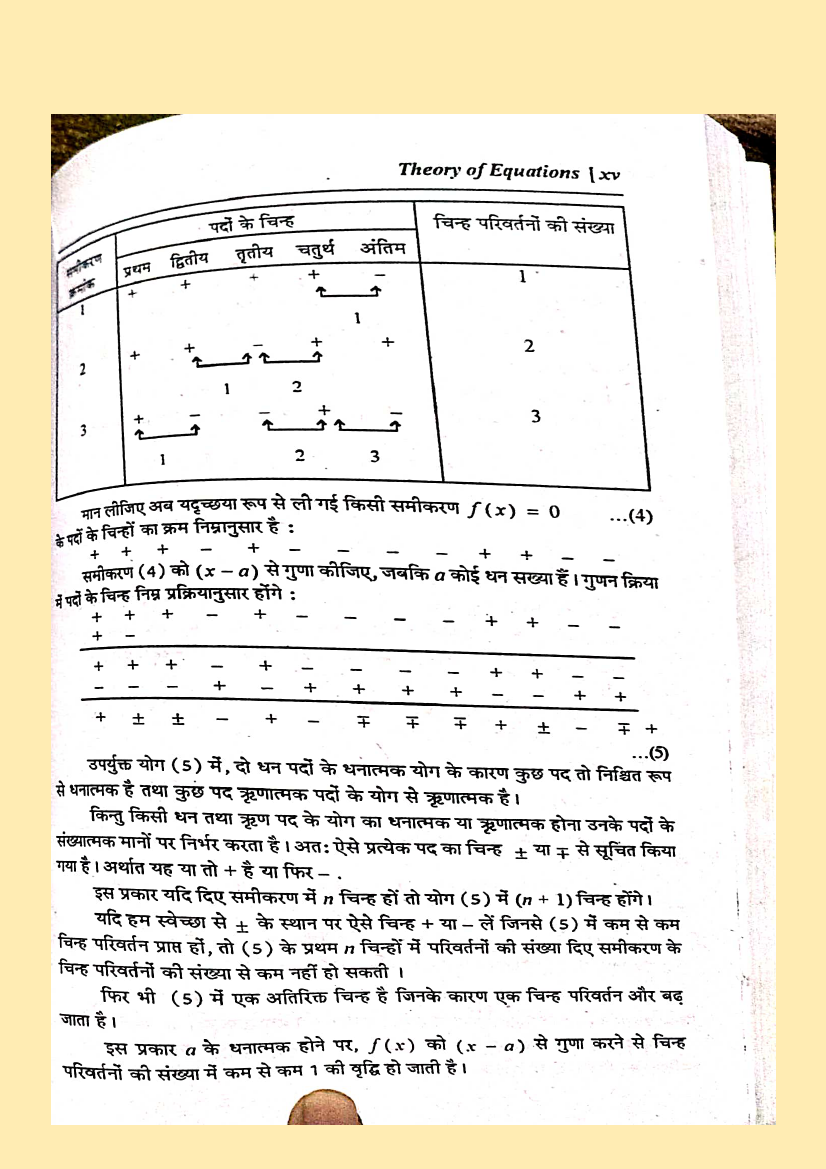 Theory of Equations | xv
पदों के चिन्ह
चिन्ह परिवर्तनों की संख्या
समीकरण क्रमांक
प्रथम द्वितीय तृतीय चतुर्थ अंतिम
1 + + + + − 1
1
2 + + − + + 2
1 2
3 + − − + − 3
1 2 3
मान लीजिए अब यदृच्छया रूप से ली गई किसी समीकरण f(x) = 0 ...(4)
के पदों के चिन्हों का क्रम निम्नानुसार है :
+ + + − + − − − − + + − −
समीकरण (4) को (x − a) से गुणा कीजिए, जबकि a कोई धन सख्या हैं। गुणन क्रिया
में पदों के चिन्ह निम्न प्रक्रियानुसार होंगे :
+ + + − + − − − − + + − −
+ −
+ + + − + − − − − + + − −
− − − + − + + + + − − + +
+ ± ± − + − ∓ ∓ ∓ + ± − ∓ +
...(5)
उपर्युक्त योग (5) में, दो धन पदों के धनात्मक योग के कारण कुछ पद तो निश्चित रूप
से धनात्मक है तथा कुछ पद ऋणात्मक पदों के योग से ऋणात्मक है।
किन्तु किसी धन तथा ऋण पद के योग का धनात्मक या ऋणात्मक होना उनके पदों के
संख्यात्मक मानों पर निर्भर करता है। अतः ऐसे प्रत्येक पद का चिन्ह ± या ∓ से सूचित किया
गया है। अर्थात यह या तो + है या फिर − .
इस प्रकार यदि दिए समीकरण में n चिन्ह हों तो योग (5) में (n + 1) चिन्ह होंगे।
यदि हम स्वेच्छा से ± के स्थान पर ऐसे चिन्ह + या − लें जिनसे (5) में कम से कम
चिन्ह परिवर्तन प्राप्त हों, तो (5) के प्रथम n चिन्हों में परिवर्तनों की संख्या दिए समीकरण के
चिन्ह परिवर्तनों की संख्या से कम नहीं हो सकती ।
फिर भी (5) में एक अतिरिक्त चिन्ह है जिनके कारण एक चिन्ह परिवर्तन और बढ़
जाता है।
इस प्रकार a के धनात्मक होने पर, f(x) को (x − a) से गुणा करने से चिन्ह
परिवर्तनों की संख्या में कम से कम 1 की वृद्धि हो जाती है।